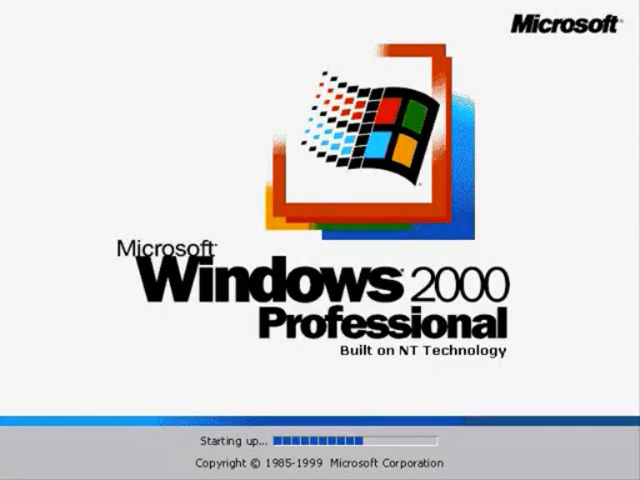 Microsoft
Microsoft
Windows 2000
Professional
Built on NT Technology
Starting up...
Copyright © 1985-1999 Microsoft Corporation